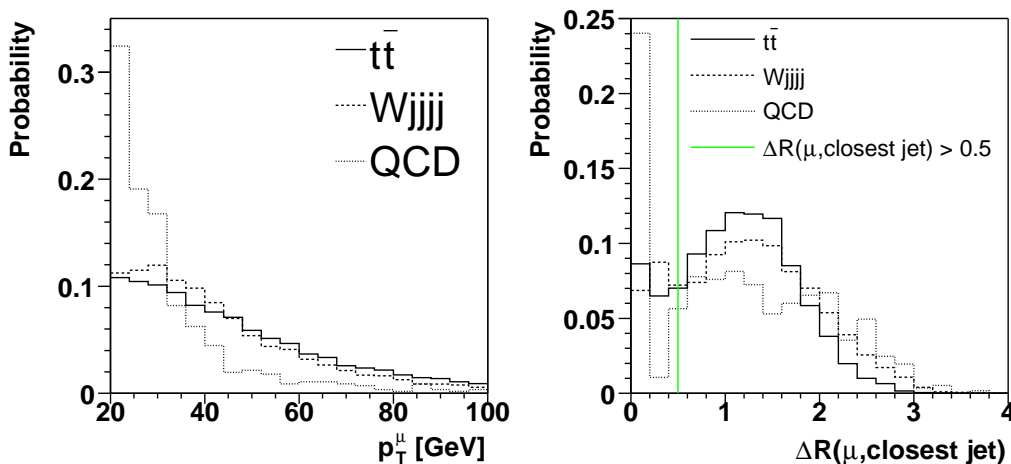 Probability
0.3
0.2
0.1
0
tt̄
Wjjjj
QCD
20 40 60 80 100
p_T^μ [GeV]
Probability
0.25
0.2
0.15
0.1
0.05
0
tt̄
Wjjjj
QCD
ΔR(μ,closest jet) > 0.5
0 1 2 3 4
ΔR(μ,closest jet)